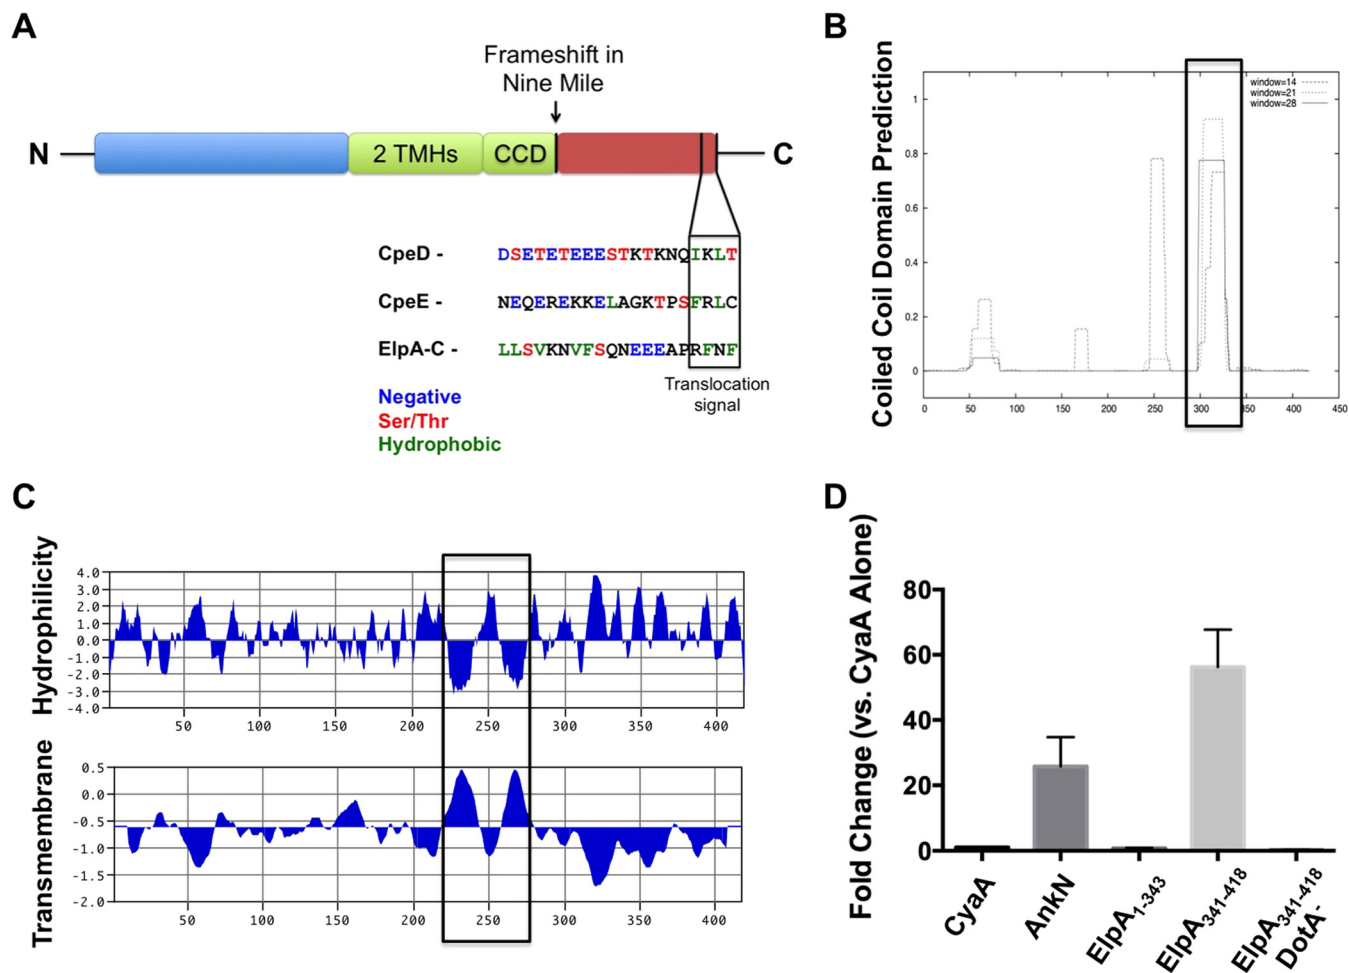 A
Frameshift in
Nine Mile
N
2 TMHs
CCD
C
CpeD - DSETETEEESTKTKNQIKLT
CpeE - NEQEREKKELAGKTPSFRLC
ElpA-C - LLSVKNVFSQNEEEAPRFNF
Translocation
signal
Negative
Ser/Thr
Hydrophobic
B
Coiled Coil Domain Prediction
window=14
window=21
window=28
1
0.8
0.6
0.4
0.2
0
0 50 100 150 200 250 300 350 400 450
C
Hydrophilicity
4.0
3.0
2.0
1.0
0.0
-1.0
-2.0
-3.0
-4.0
50 100 150 200 250 300 350 400
Transmembrane
0.5
0.0
-0.5
-1.0
-1.5
-2.0
50 100 150 200 250 300 350 400
D
Fold Change (vs. CyaA Alone)
80
60
40
20
0
CyaA
AnkN
ElpA1-343
ElpA341-418
ElpA341-418
DotA-